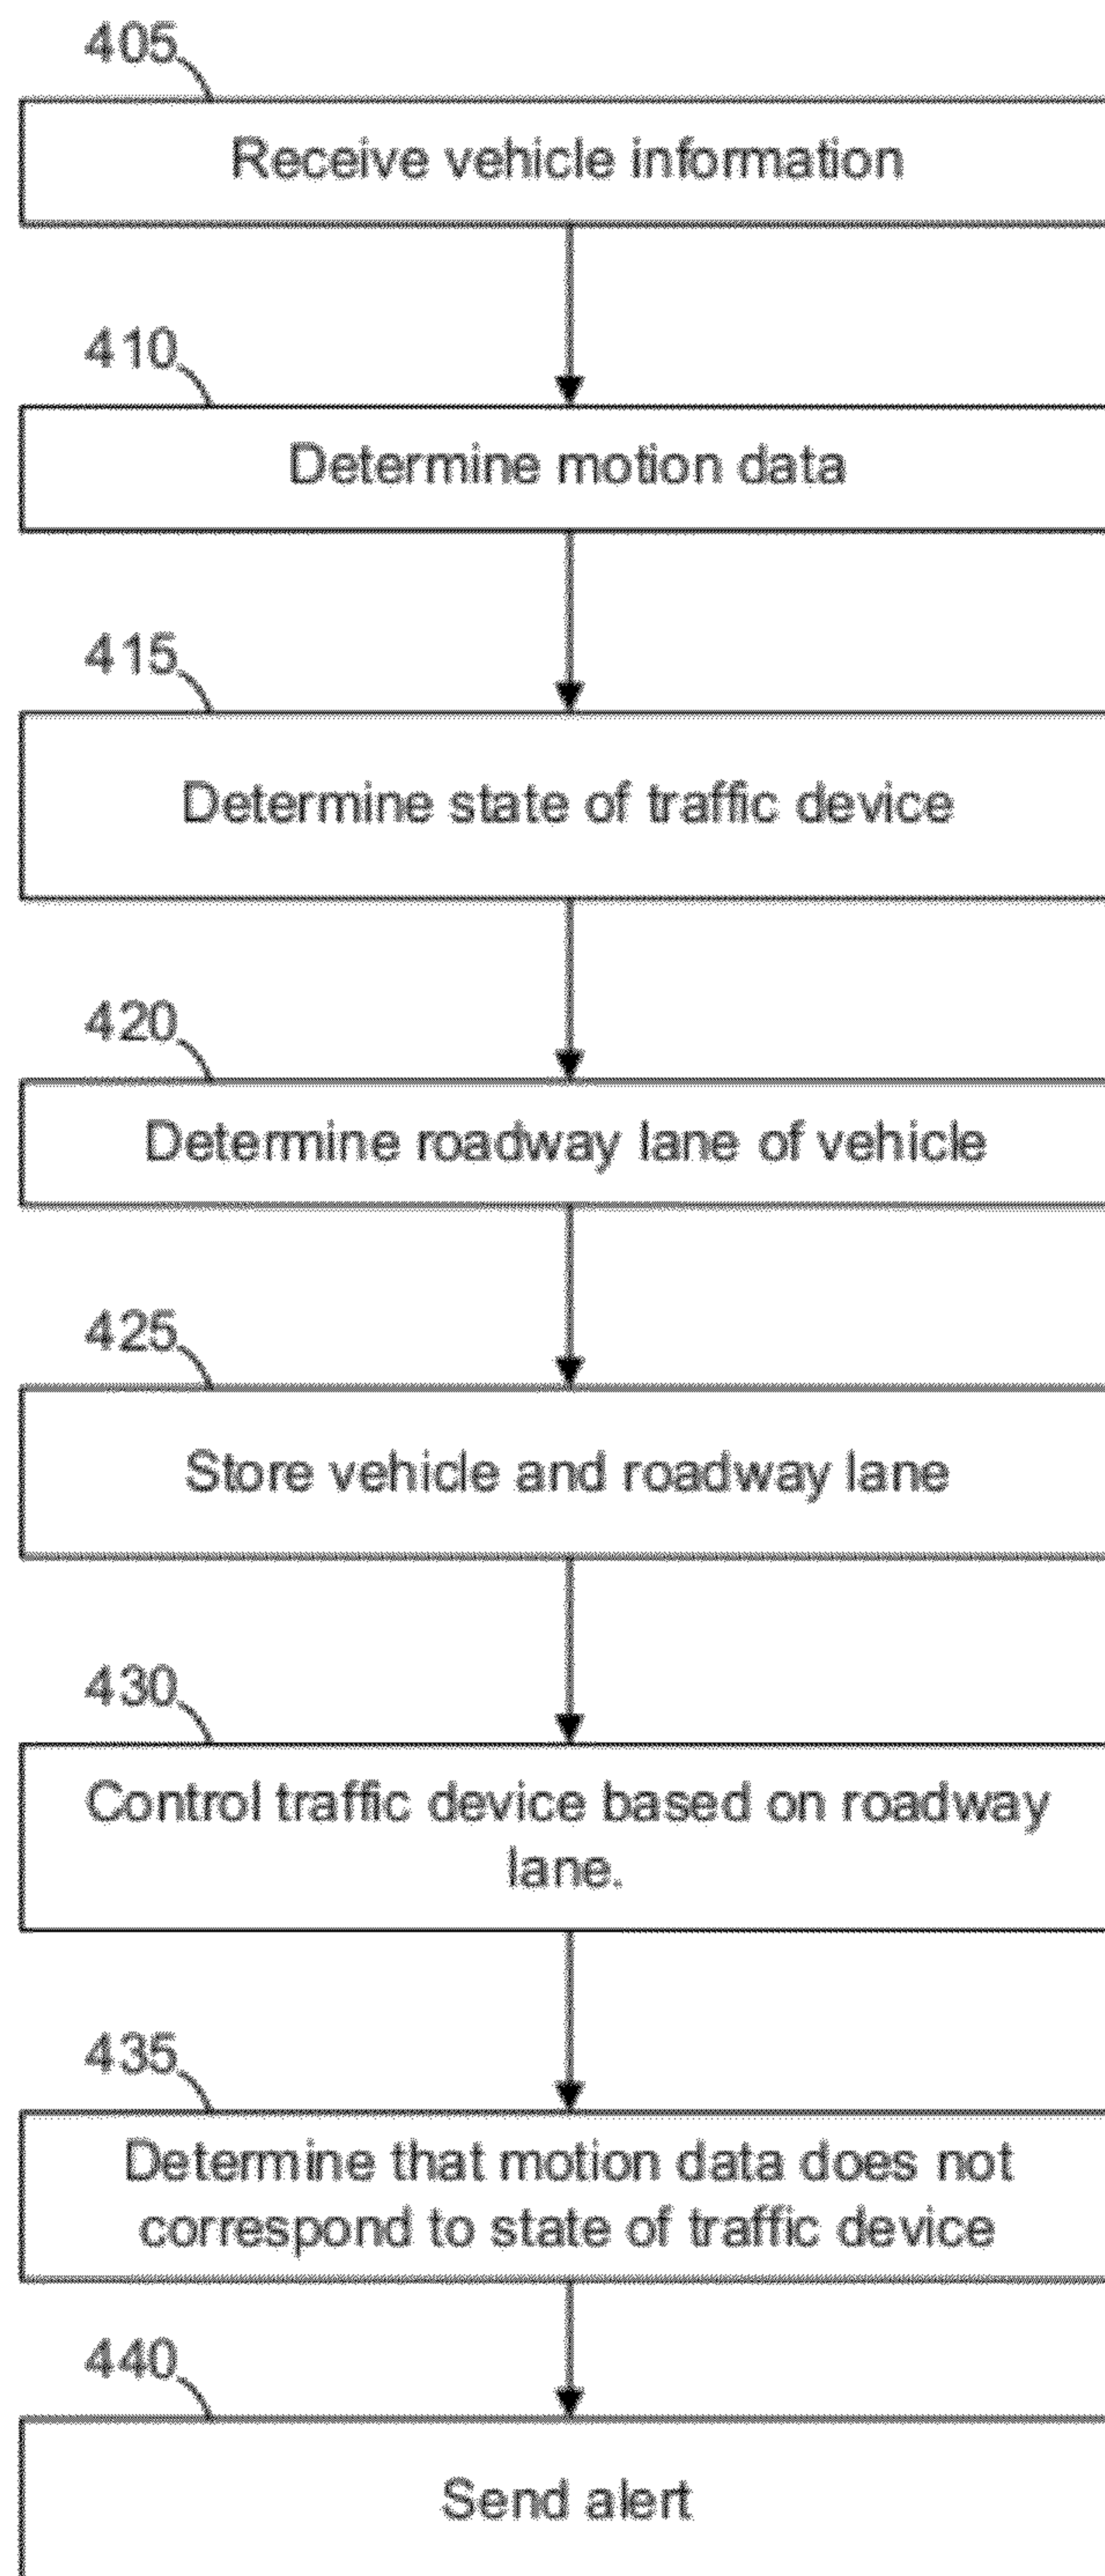 405
Receive vehicle information
410
Determine motion data
415
Determine state of traffic device
420
Determine roadway lane of vehicle
425
Store vehicle and roadway lane
430
Control traffic device based on roadway
lane.
435
Determine that motion data does not
correspond to state of traffic device
440
Send alert